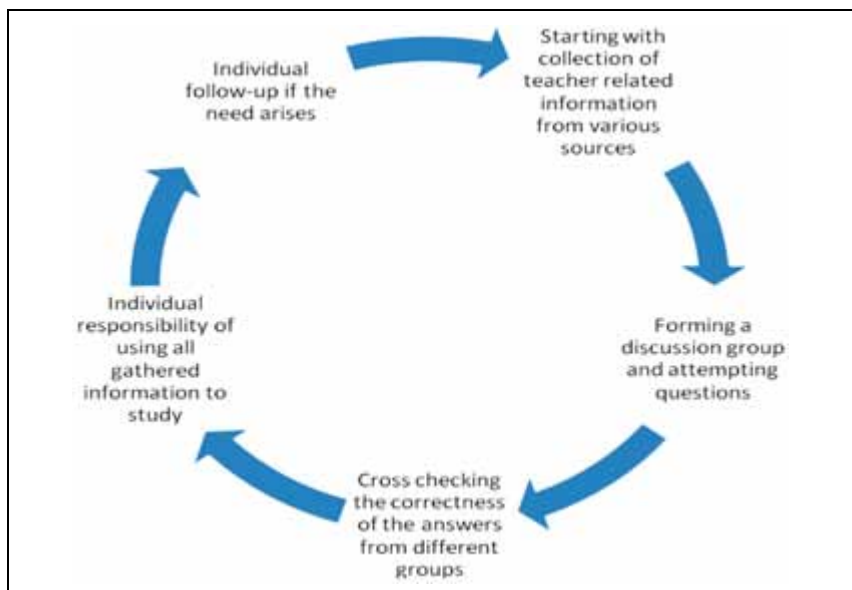 Starting with
collection of
teacher related
information
from various
sources
Forming a
discussion group
and attempting
questions
Cross checking
the correctness
of the answers
from different
groups
Individual
responsibility of
using all
gathered
information to
study
Individual
follow-up if the
need arises